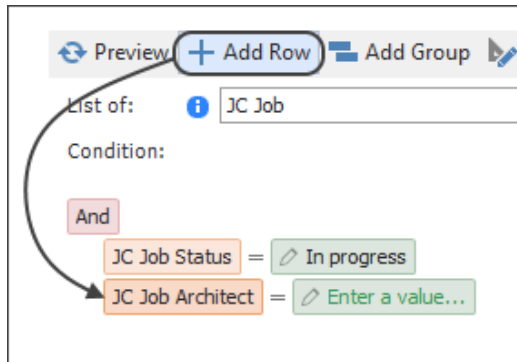 Preview Add Row Add Group
List of: JC Job
Condition:
And
JC Job Status = In progress
JC Job Architect = Enter a value...